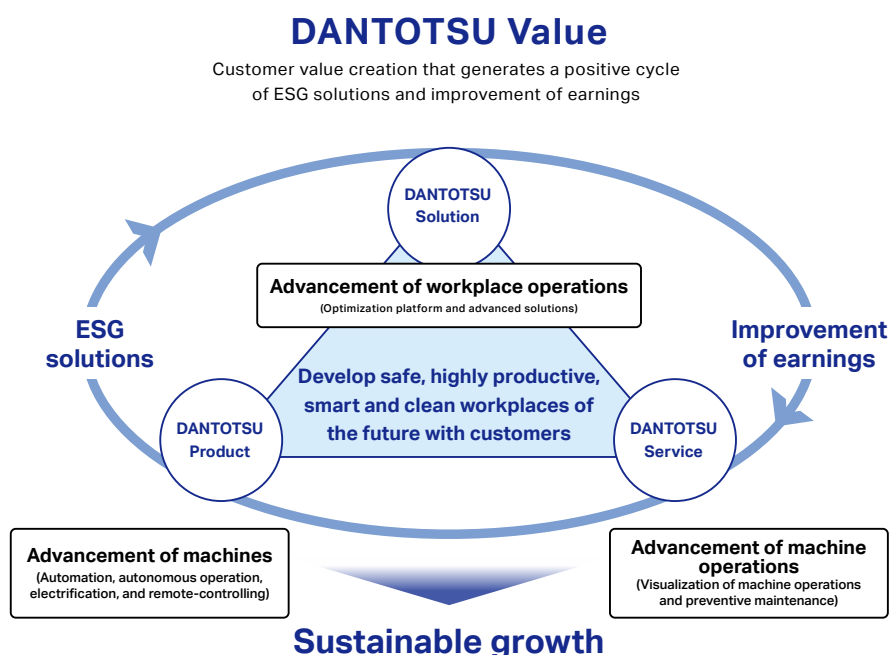 DANTOTSU Value
Customer value creation that generates a positive cycle
of ESG solutions and improvement of earnings
DANTOTSU
Solution
Advancement of workplace operations
(Optimization platform and advanced solutions)
ESG
solutions
Improvement
of earnings
Develop safe, highly productive,
smart and clean workplaces of
the future with customers
DANTOTSU
Product
DANTOTSU
Service
Advancement of machines
(Automation, autonomous operation,
electrification, and remote-controlling)
Advancement of machine
operations
(Visualization of machine operations
and preventive maintenance)
Sustainable growth